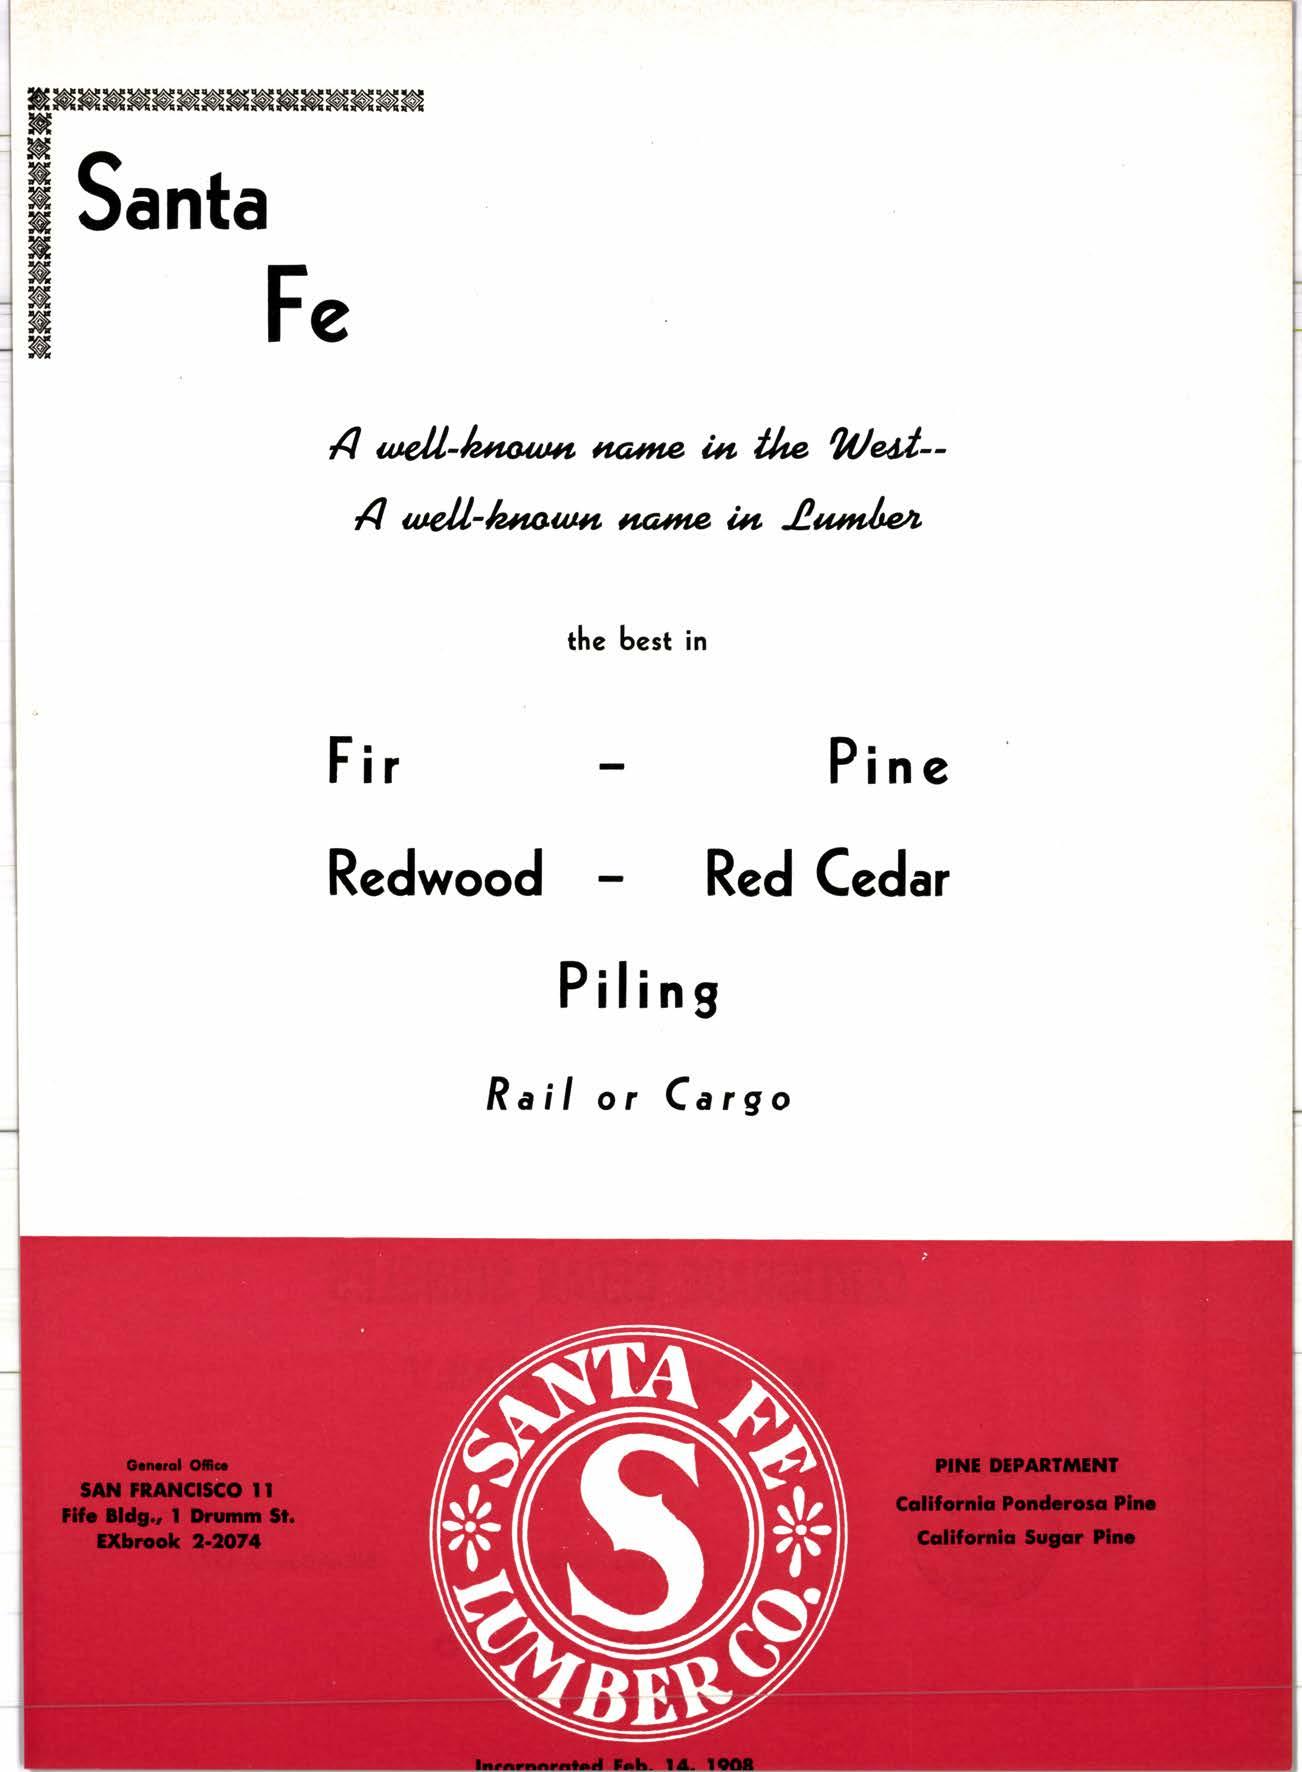 Santa
Fe
A well-known name in the West--
A well-known name in Lumber
the best in
Fir - Pine
Redwood - Red Cedar
Piling
Rail or Cargo
General Office
SAN FRANCISCO 11
Fife Bldg., 1 Drumm St.
EXbrook 2-2074
SANTA FE
S
LUMBER CO.
PINE DEPARTMENT
California Ponderosa Pine
California Sugar Pine
Incorporated Feb. 14, 1908